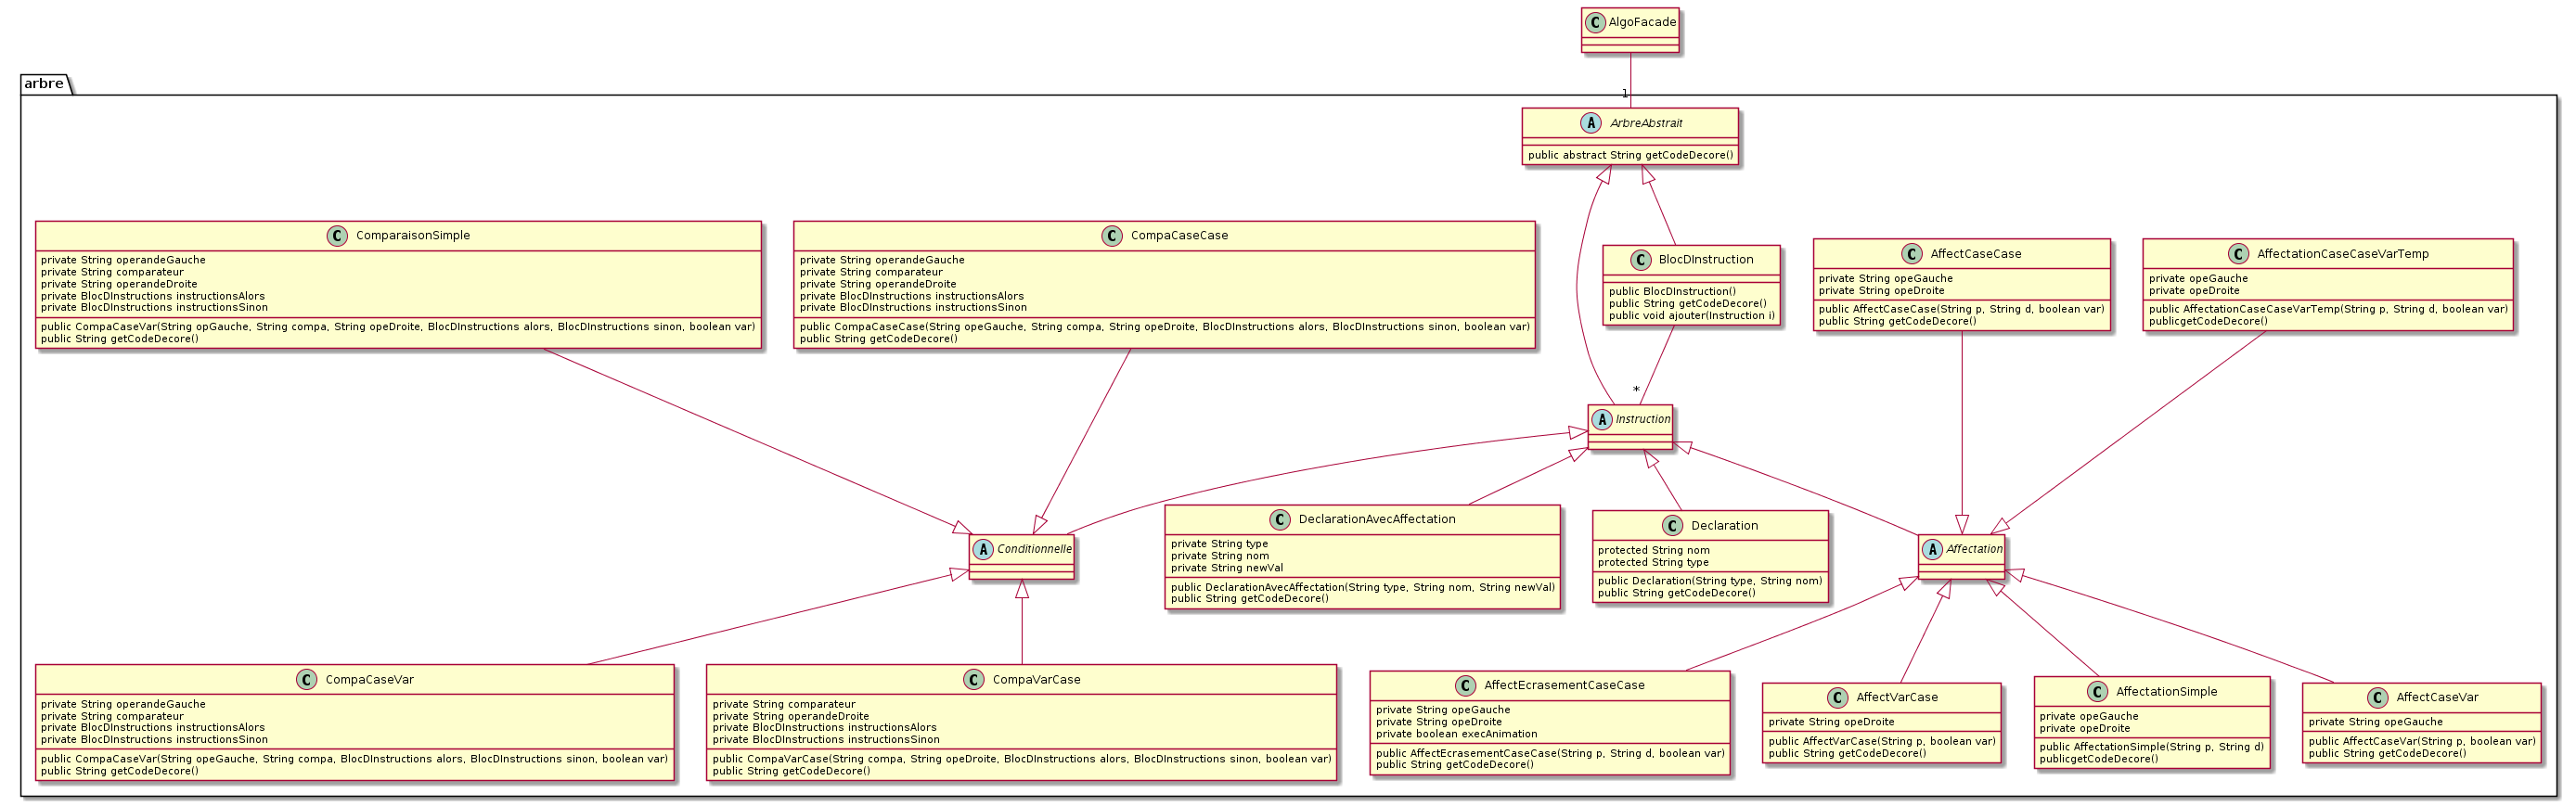 C AlgoFacade
arbre
1
A ArbreAbstrait
public abstract String getCodeDecore()
C ComparaisonSimple
private String operandeGauche
private String comparateur
private String operandeDroite
private BlocDInstructions instructionsAlors
private BlocDInstructions instructionsSinon
public CompaCaseVar(String opGauche, String compa, String opeDroite, BlocDInstructions alors, BlocDInstructions sinon, boolean var)
public String getCodeDecore()
C CompaCaseCase
private String operandeGauche
private String comparateur
private String operandeDroite
private BlocDInstructions instructionsAlors
private BlocDInstructions instructionsSinon
public CompaCaseCase(String opeGauche, String compa, String opeDroite, BlocDInstructions alors, BlocDInstructions sinon, boolean var)
public String getCodeDecore()
C BlocDInstruction
public BlocDInstruction()
public String getCodeDecore()
public void ajouter(Instruction i)
C AffectCaseCase
private String opeGauche
private String opeDroite
public AffectCaseCase(String p, String d, boolean var)
public String getCodeDecore()
C AffectationCaseCaseVarTemp
private opeGauche
private opeDroite
public AffectationCaseCaseVarTemp(String p, String d, boolean var)
publicgetCodeDecore()
*
A Instruction
A Conditionnelle
C DeclarationAvecAffectation
private String type
private String nom
private String newVal
public DeclarationAvecAffectation(String type, String nom, String newVal)
public String getCodeDecore()
C Declaration
protected String nom
protected String type
public Declaration(String type, String nom)
public String getCodeDecore()
A Affectation
C CompaCaseVar
private String operandeGauche
private String comparateur
private BlocDInstructions instructionsAlors
private BlocDInstructions instructionsSinon
public CompaCaseVar(String opeGauche, String compa, BlocDInstructions alors, BlocDInstructions sinon, boolean var)
public String getCodeDecore()
C CompaVarCase
private String comparateur
private String operandeDroite
private BlocDInstructions instructionsAlors
private BlocDInstructions instructionsSinon
public CompaVarCase(String compa, String opeDroite, BlocDInstructions alors, BlocDInstructions sinon, boolean var)
public String getCodeDecore()
C AffectEcrasementCaseCase
private String opeGauche
private String opeDroite
private boolean execAnimation
public AffectEcrasementCaseCase(String p, String d, boolean var)
public String getCodeDecore()
C AffectVarCase
private String opeDroite
public AffectVarCase(String p, boolean var)
public String getCodeDecore()
C AffectationSimple
private opeGauche
private opeDroite
public AffectationSimple(String p, String d)
publicgetCodeDecore()
C AffectCaseVar
private String opeGauche
public AffectCaseVar(String p, boolean var)
public String getCodeDecore()